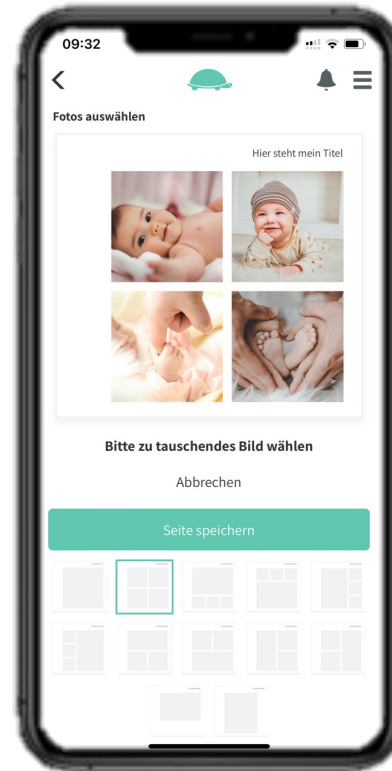 09:32
Fotos auswählen
Hier steht mein Titel
Bitte zu tauschendes Bild wählen
Abbrechen
Seite speichern